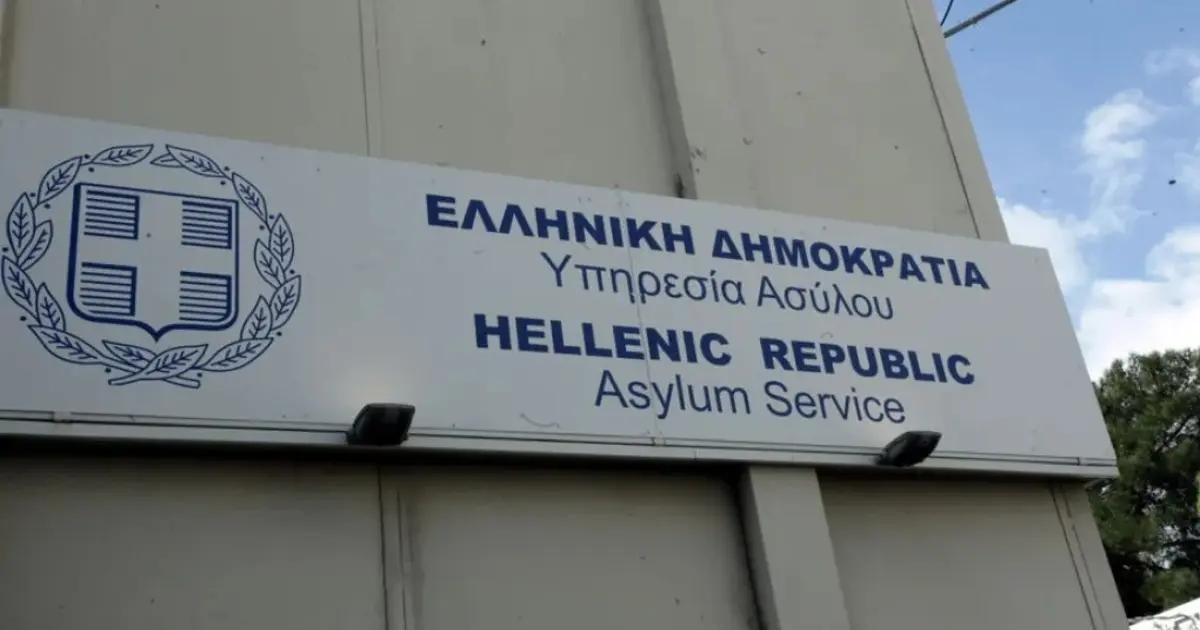 ΕΛΛΗΝΙΚΗ ΔΗΜΟΚΡΑΤΙΑ
Υπηρεσία Ασύλου
HELLENIC REPUBLIC
Asylum Service